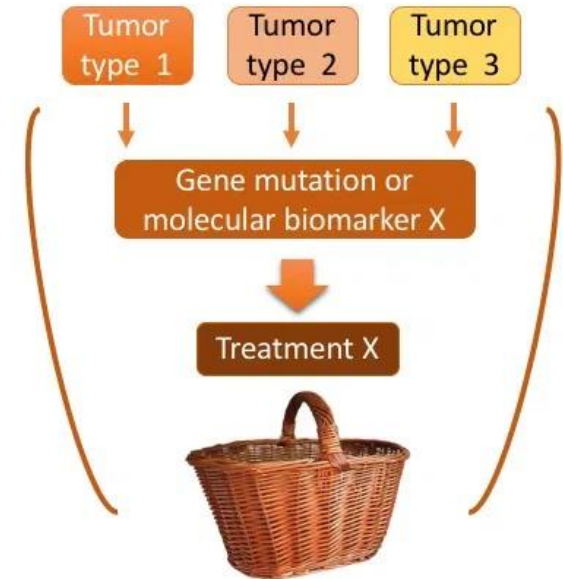 Tumor
type 1
Tumor
type 2
Tumor
type 3
Gene mutation or
molecular biomarker X
Treatment X